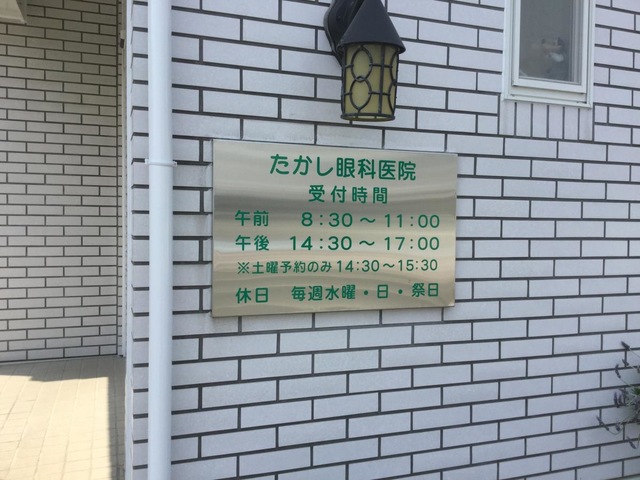 たかし眼科医院
受付時間
午前 8:30～11:00
午後 14:30～17:00
※土曜予約のみ14:30～15:30
休日 毎週水曜・日・祭日